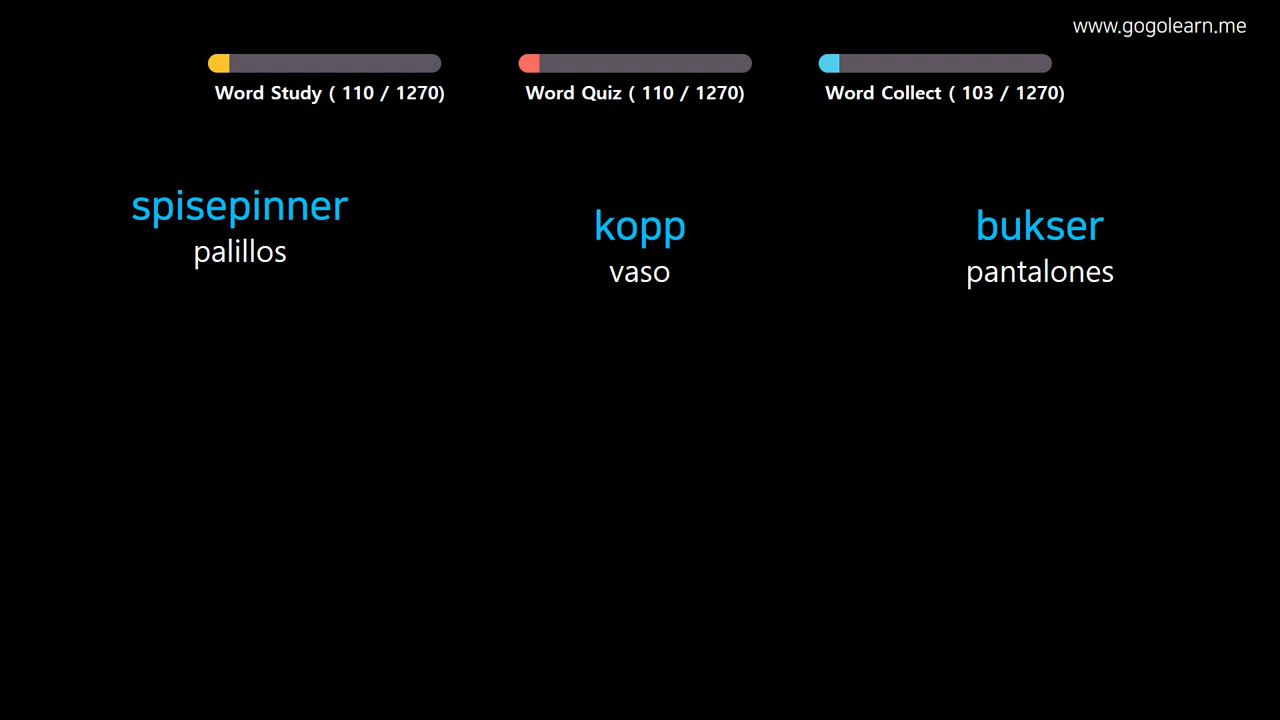 www.gogolearn.me
Word Study ( 110 / 1270)
Word Quiz ( 110 / 1270)
Word Collect ( 103 / 1270)
spisepinner
palillos
kopp
vaso
bukser
pantalones